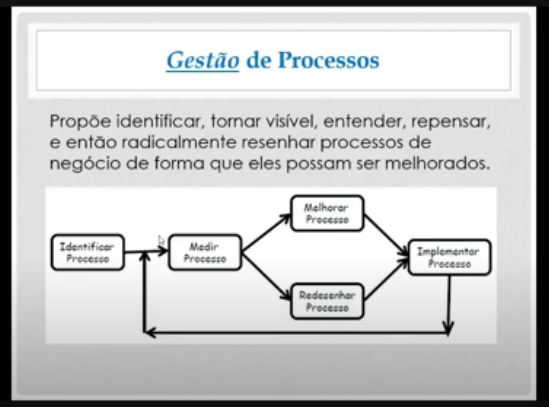 Gestão de Processos
Propõe identificar, tornar visível, entender, repensar,
e então radicalmente resenhar processos de
negócio de forma que eles possam ser melhorados.
Identificar
Processo
Medir
Processo
Melhorar
Processo
Redesenhar
Processo
Implementar
Processo